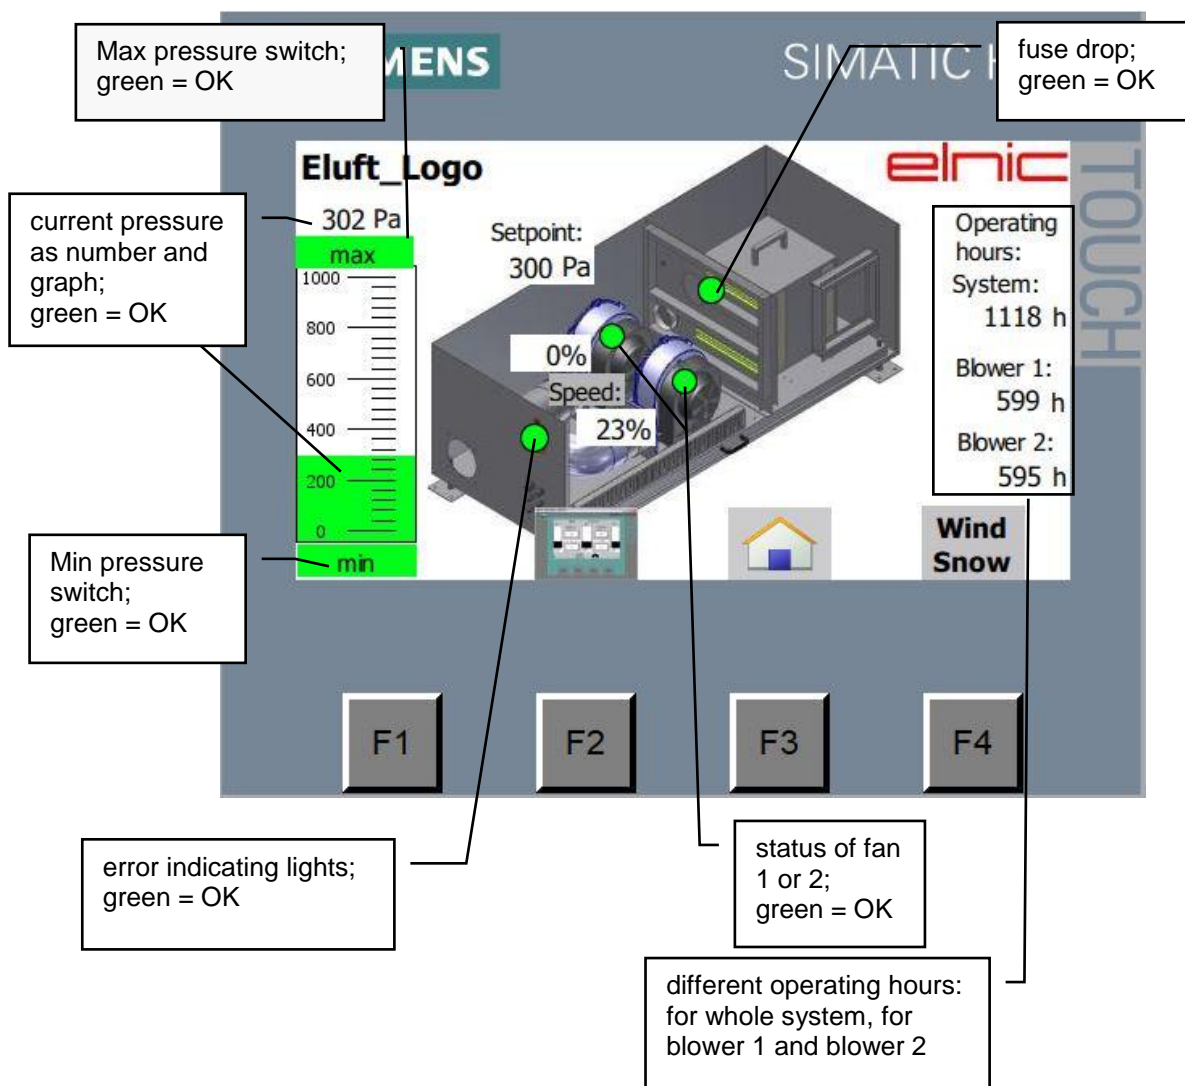 Max pressure switch;
green = OK
MENS
SIMATIC H
fuse drop;
green = OK
TOUCH
Eluft_Logo
elnic
current pressure
as number and
graph;
green = OK
302 Pa
max
1000
800
600
400
200
0
min
Setpoint:
300 Pa
0%
Speed:
23%
Operating
hours:
System:
1118 h
Blower 1:
599 h
Blower 2:
595 h
Wind
Snow
Min pressure
switch;
green = OK
F1
F2
F3
F4
error indicating lights;
green = OK
status of fan
1 or 2;
green = OK
different operating hours:
for whole system, for
blower 1 and blower 2